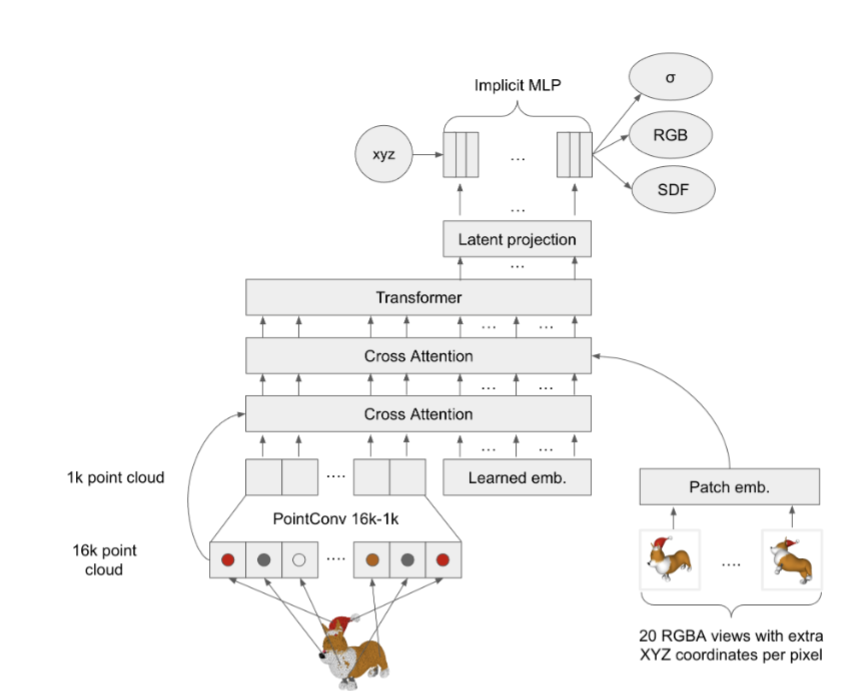 Implicit MLP
σ
xyz
...
RGB
SDF
...
Latent projection
...
Transformer
... ...
Cross Attention
... ...
Cross Attention
... ...
1k point cloud
....
Learned emb.
Patch emb.
PointConv 16k-1k
16k point
cloud
....
....
20 RGBA views with extra
XYZ coordinates per pixel